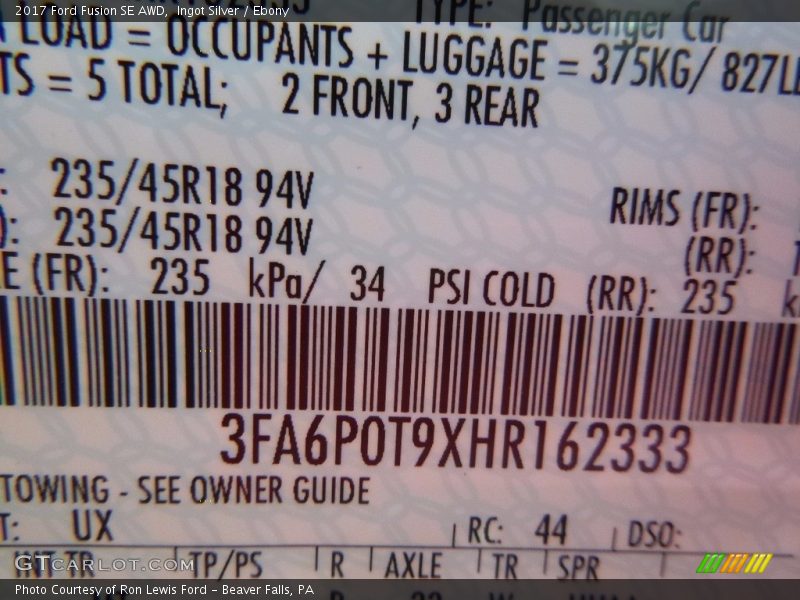 2017 Ford Fusion SE AWD, Ingot Silver / Ebony
TYPE: Passenger Car
LOAD = OCCUPANTS + LUGGAGE = 375KG/ 827L
TS = 5 TOTAL; 2 FRONT, 3 REAR
: 235/45R18 94V RIMS (FR):
): 235/45R18 94V (RR):
E (FR): 235 kPa/ 34 PSI COLD (RR): 235 k
3FA6P0T9XHR162333
TOWING - SEE OWNER GUIDE
T: UX RC: 44 DSO:
INT TR TP/PS R AXLE TR SPR
GTCARLOT.COM
Photo Courtesy of Ron Lewis Ford - Beaver Falls, PA